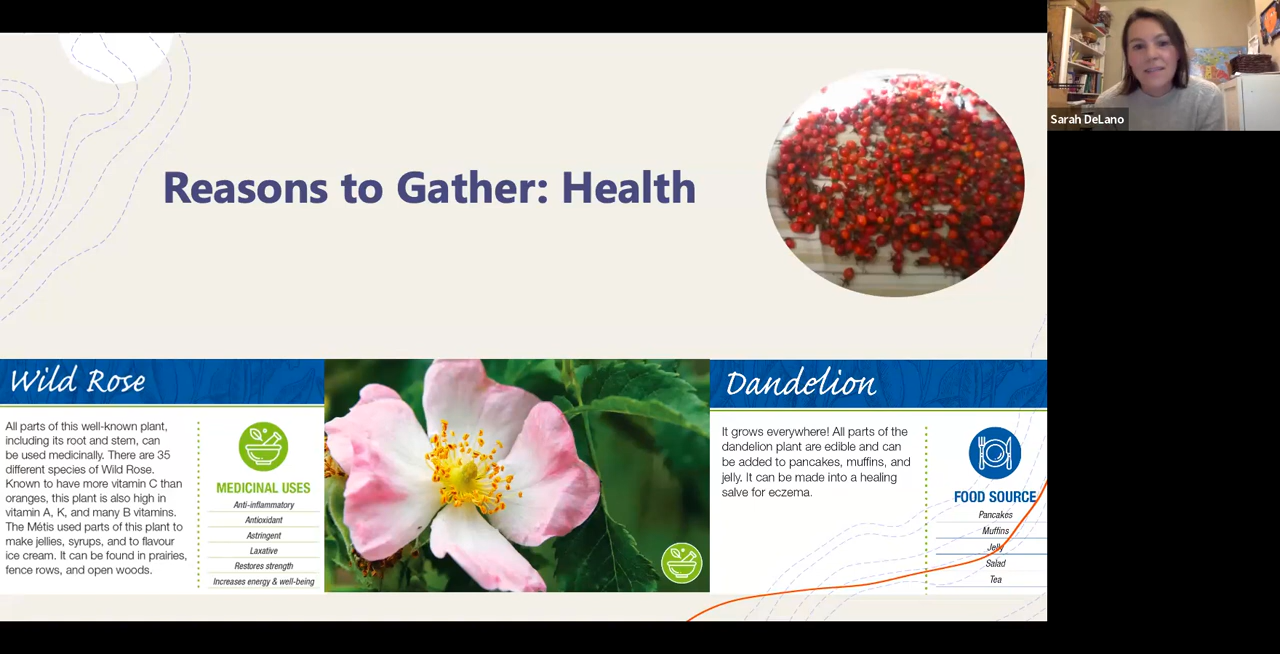 Sarah DeLano
Reasons to Gather: Health
Wild Rose
All parts of this well-known plant,
including its root and stem, can
be used medicinally. There are 35
different species of Wild Rose.
Known to have more vitamin C than
oranges, this plant is also high in
vitamin A, K, and many B vitamins.
The Métis used parts of this plant to
make jellies, syrups, and to flavour
ice cream. It can be found in prairies,
fence rows, and open woods.
MEDICINAL USES
Anti-inflammatory
Antioxidant
Astringent
Laxative
Restores strength
Increases energy & well-being
Dandelion
It grows everywhere! All parts of the
dandelion plant are edible and can
be added to pancakes, muffins, and
jelly. It can be made into a healing
salve for eczema.
FOOD SOURCE
Pancakes
Muffins
Jelly
Salad
Tea